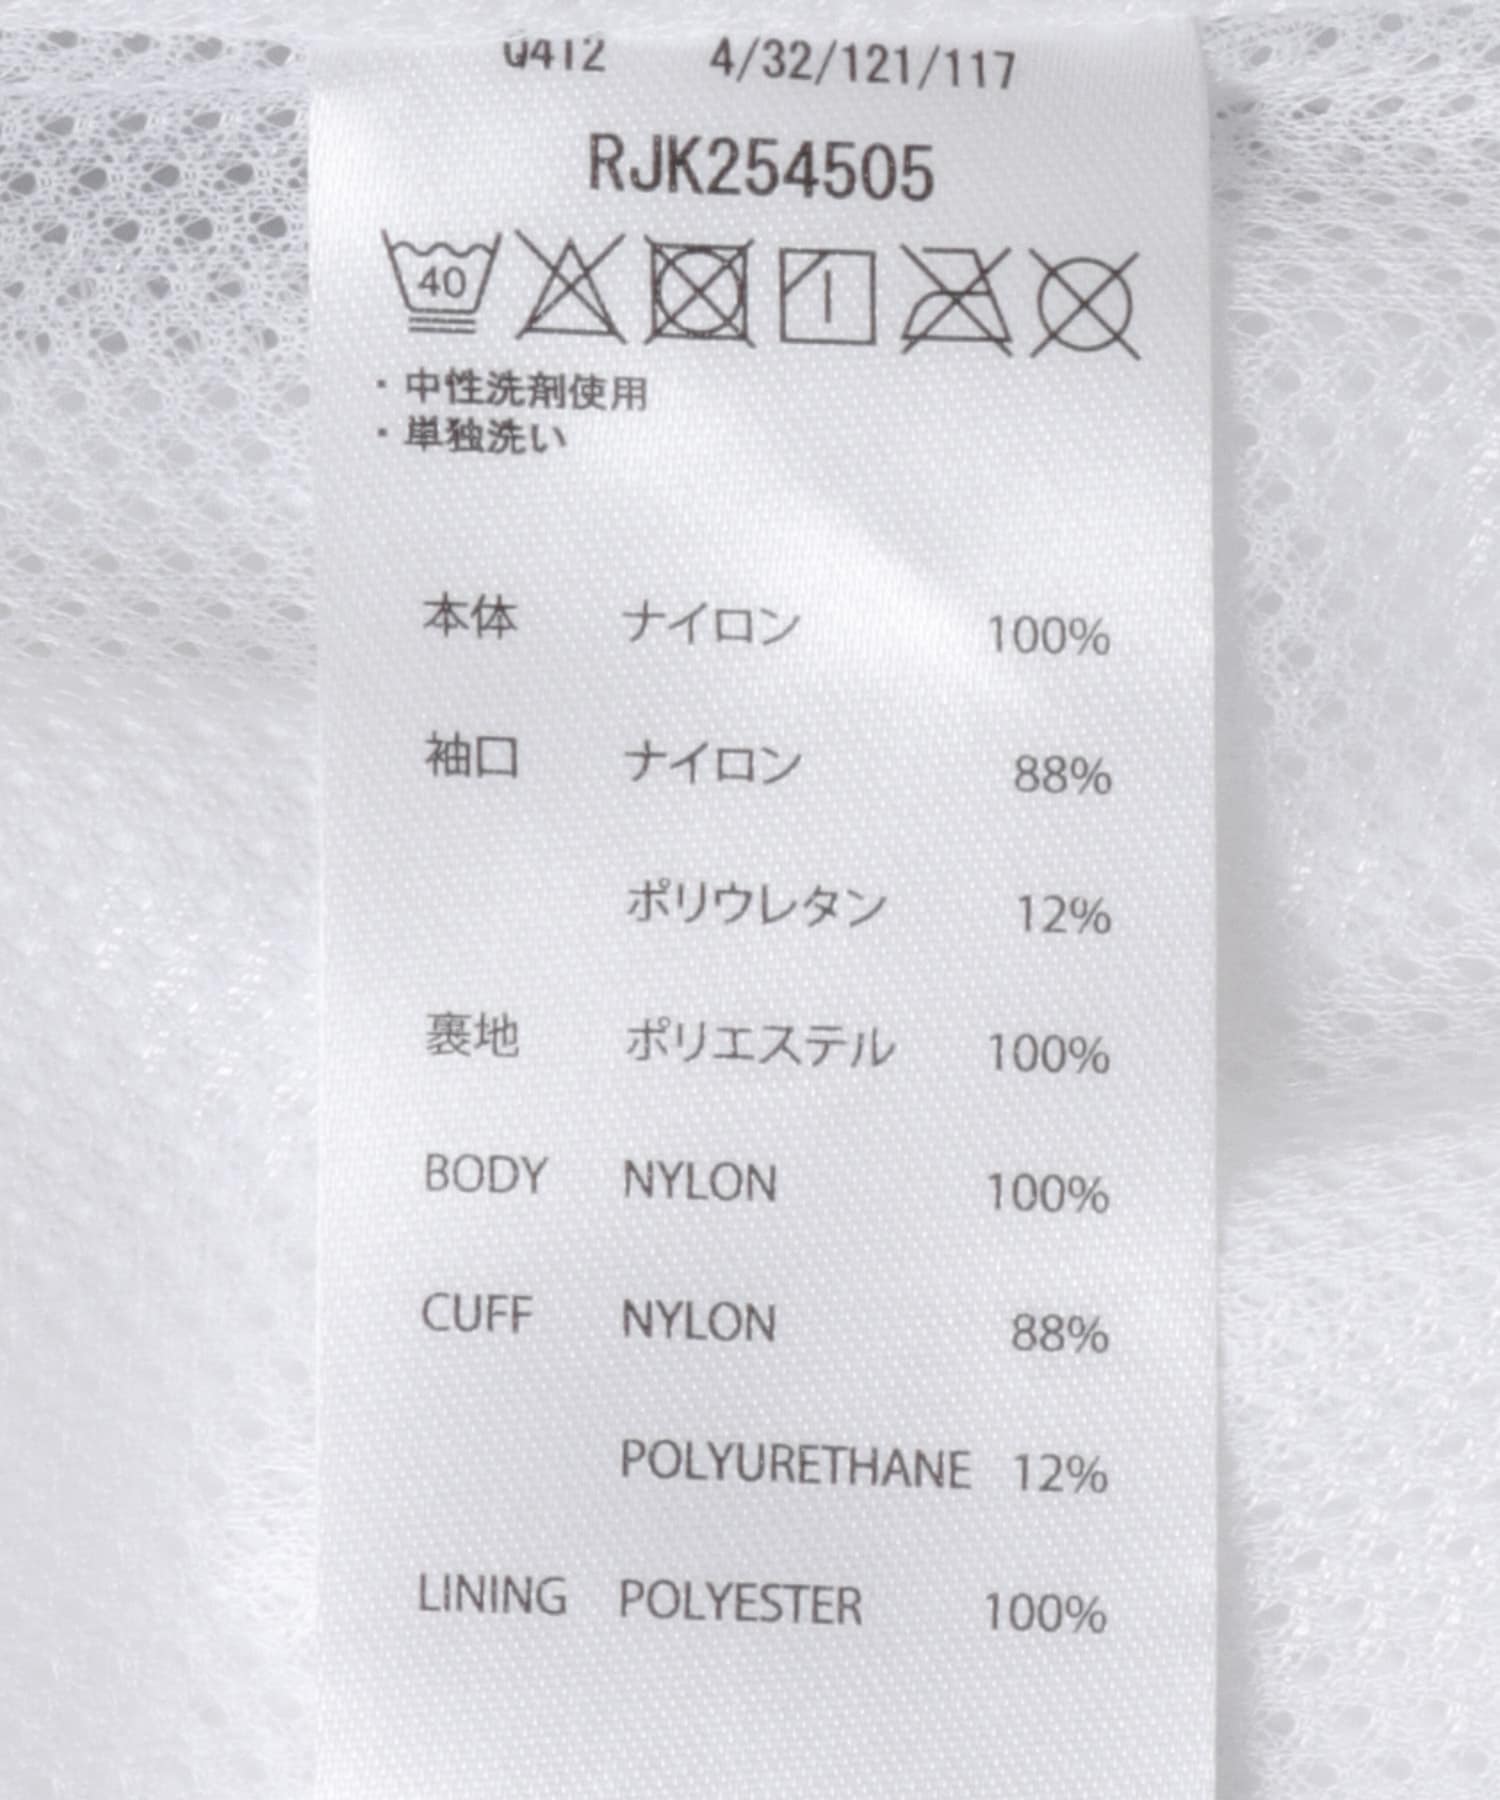 Q412 4/32/121/117
RJK254505
40
・中性洗剤使用
・単独洗い
本体 ナイロン 100%
袖口 ナイロン 88%
ポリウレタン 12%
裏地 ポリエステル 100%
BODY NYLON 100%
CUFF NYLON 88%
POLYURETHANE 12%
LINING POLYESTER 100%